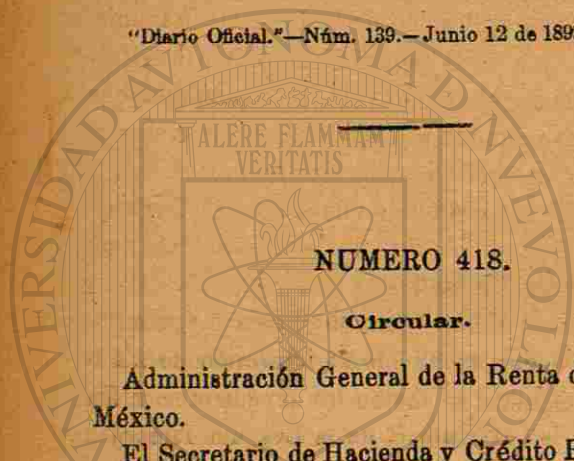 "Diario Oficial."—Núm. 139.—Junio 12 de 189
ALERE FLAMMAM
VERITATIS
NUMERO 418.
Circular.
Administración General de la Renta
México.
El Secretario de Hacienda y Crédito